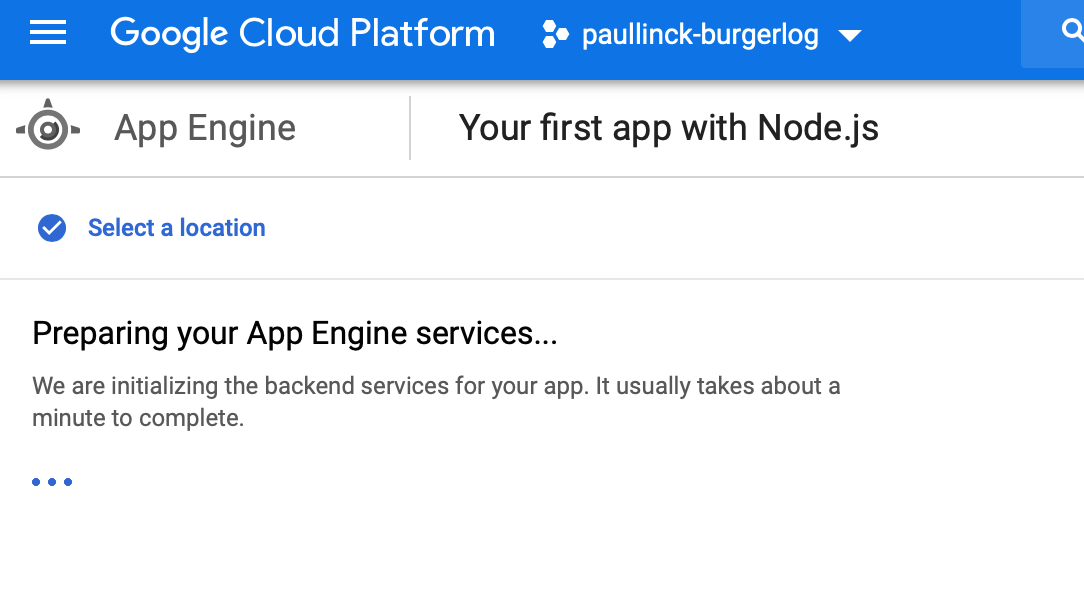 Google Cloud Platform
paullinck-burgerlog
App Engine
Your first app with Node.js
Select a location
Preparing your App Engine services...
We are initializing the backend services for your app. It usually takes about a
minute to complete.